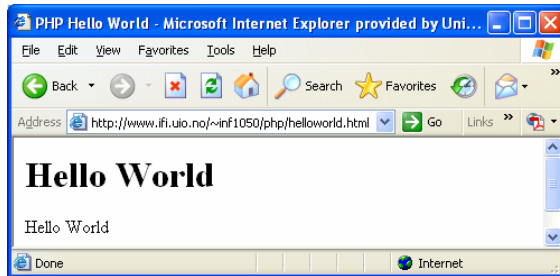 PHP Hello World - Microsoft Internet Explorer provided by Uni...
File Edit View Favorites Tools Help
Back Search Favorites »
Address http://www.ifi.uio.no/~inf1050/php/helloworld.html Go Links »
Hello World
Hello World
Done Internet